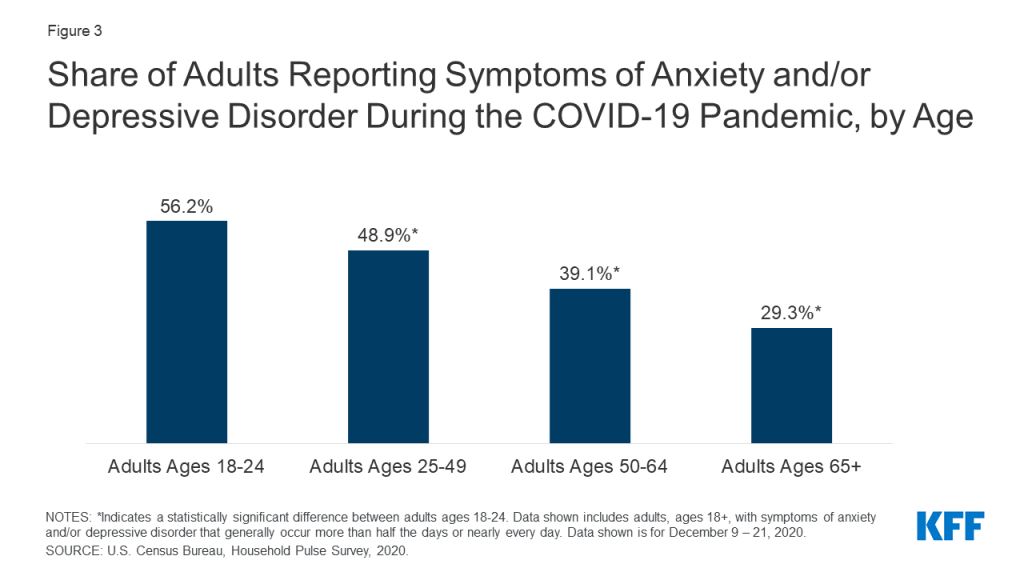 Figure 3
Share of Adults Reporting Symptoms of Anxiety and/or
Depressive Disorder During the COVID-19 Pandemic, by Age
56.2%
48.9%*
39.1%*
29.3%*
Adults Ages 18-24
Adults Ages 25-49
Adults Ages 50-64
Adults Ages 65+
NOTES: *Indicates a statistically significant difference between adults ages 18-24. Data shown includes adults, ages 18+, with symptoms of anxiety
and/or depressive disorder that generally occur more than half the days or nearly every day. Data shown is for December 9 – 21, 2020.
SOURCE: U.S. Census Bureau, Household Pulse Survey, 2020.
KFF